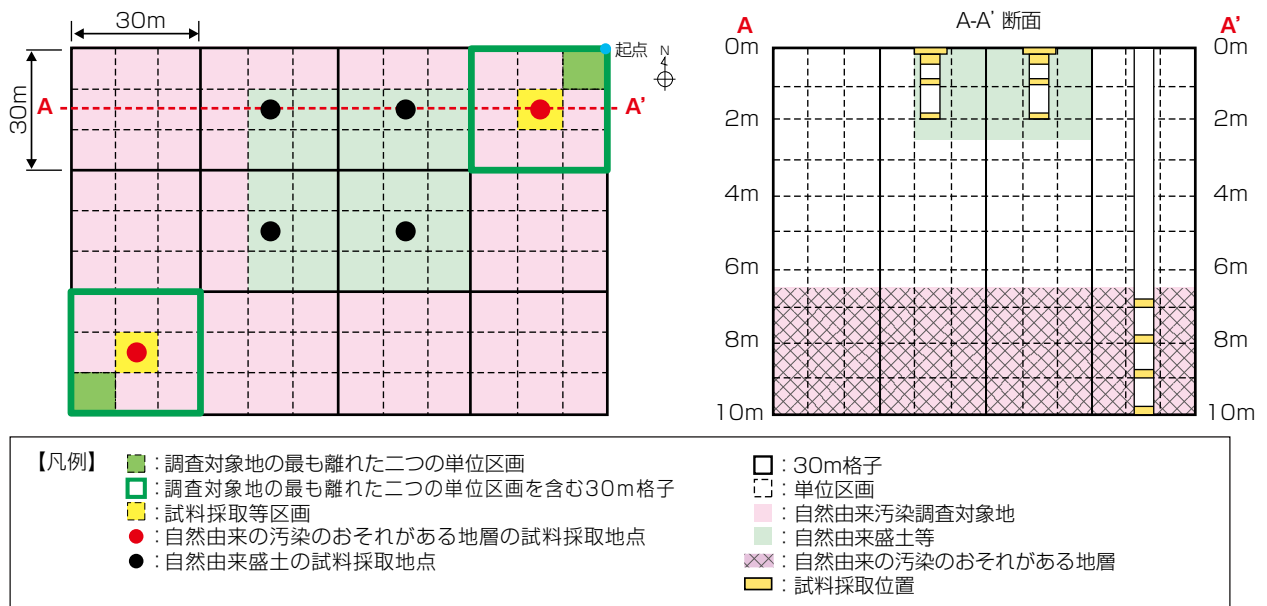 30m
30m
起点
N
A
A'
A-A' 断面
A
A'
0m
2m
4m
6m
8m
10m
0m
2m
4m
6m
8m
10m
【凡例】
：調査対象地の最も離れた二つの単位区画
：調査対象地の最も離れた二つの単位区画を含む30m格子
：試料採取等区画
：自然由来の汚染のおそれがある地層の試料採取地点
：自然由来盛土の試料採取地点
：30m格子
：単位区画
：自然由来汚染調査対象地
：自然由来盛土等
：自然由来の汚染のおそれがある地層
：試料採取位置